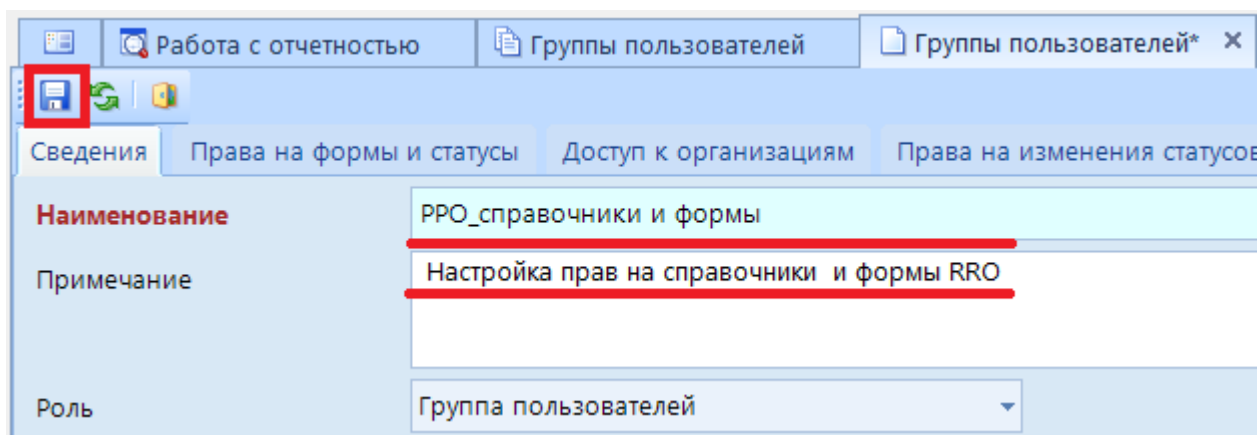 Работа с отчетностью Группы пользователей Группы пользователей*
Сведения Права на формы и статусы Доступ к организациям Права на изменения статусов
Наименование РРО_справочники и формы
Примечание Настройка прав на справочники и формы RRO
Роль Группа пользователей